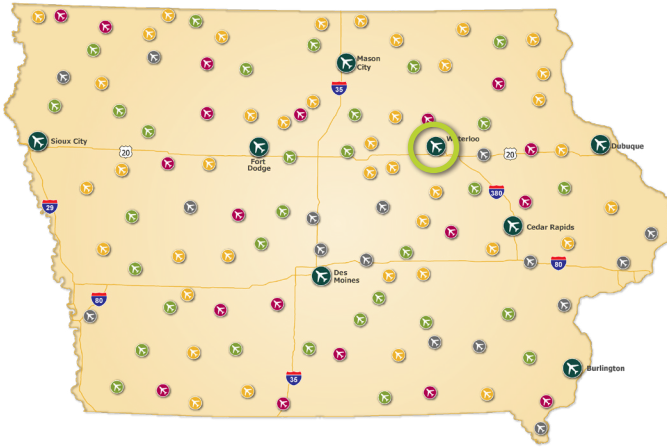 Mason
City
35
Waterloo
Sioux City
20
Fort
Dodge
20
Dubuque
29
380
Cedar Rapids
80
Des
Moines
80
35
Burlington